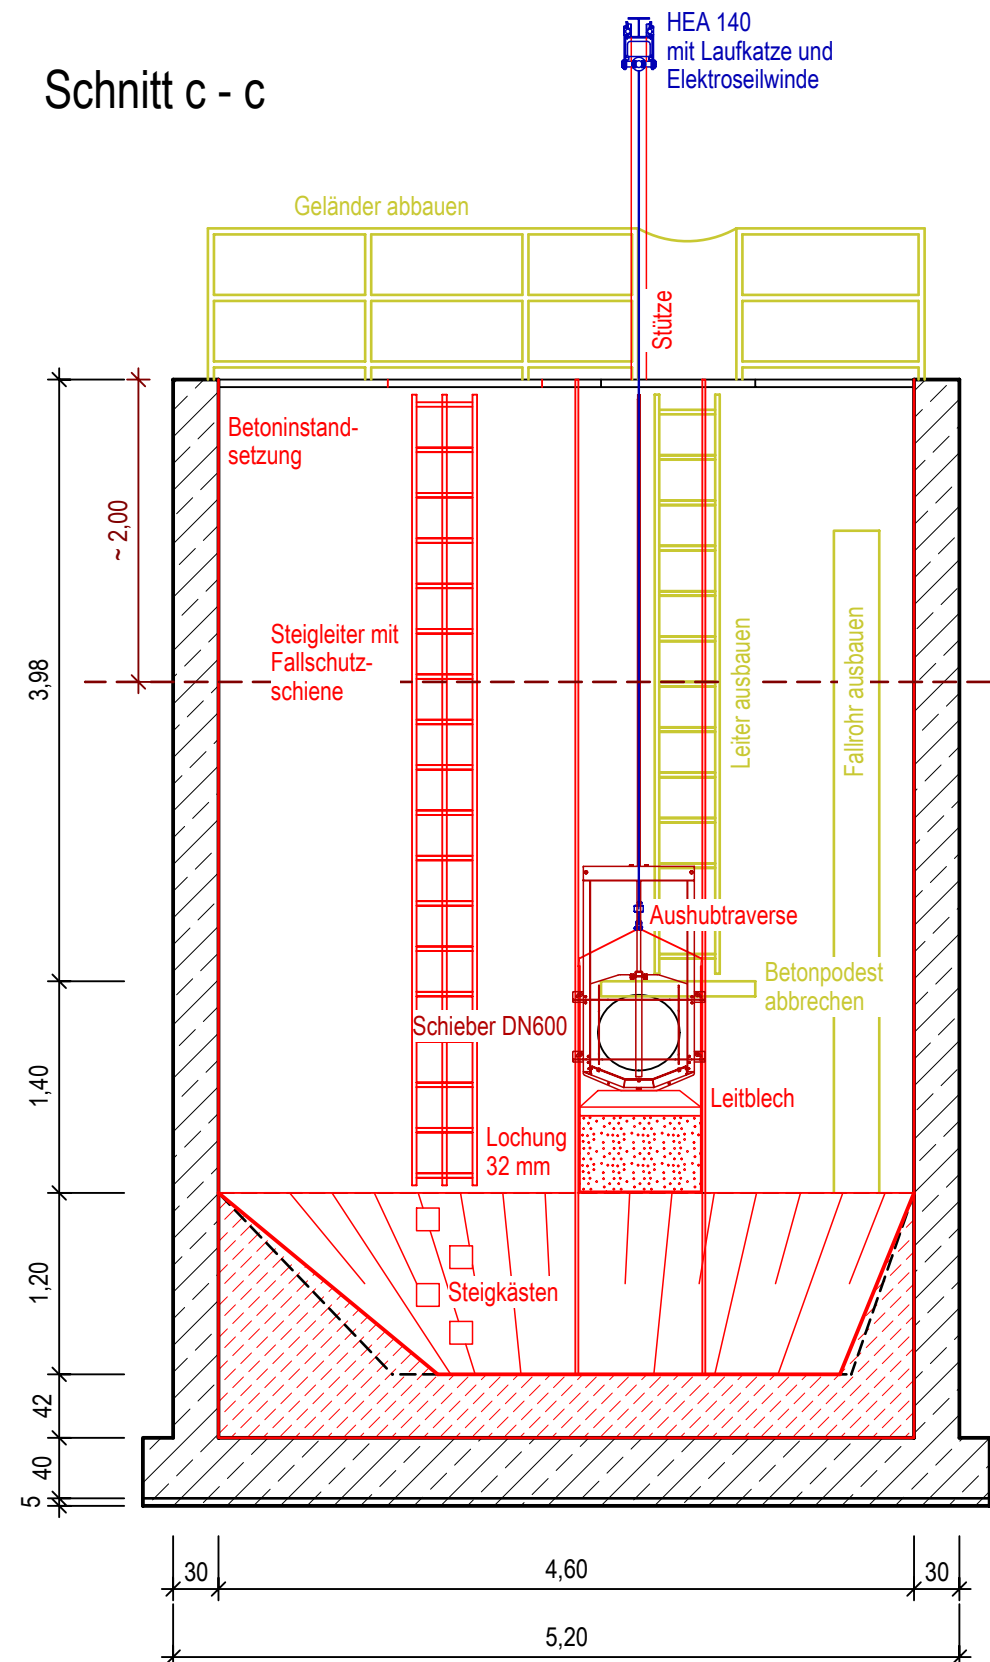 HEA 140
mit Laufkatze und
Elektroseilwinde
Schnitt c - c
Geländer abbauen
Stütze
Betoninstand-
setzung
~ 2,00
Steigleiter mit
Fallschutz-
schiene
Leiter ausbauen
Fallrohr ausbauen
3,98
Aushubtraverse
Betonpodest
abbrechen
Schieber DN600
1,40
Leitblech
Lochung
32 mm
1,20
Steigkästen
42
40
5
30
4,60
30
5,20